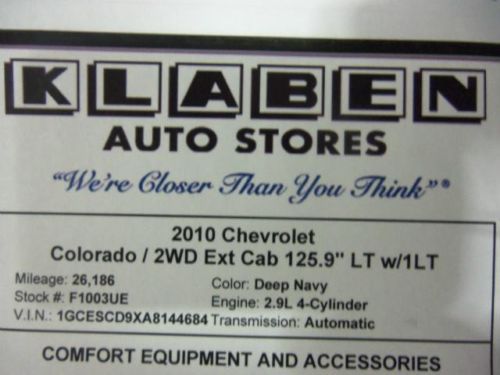 KLABEN
AUTO STORES
"We're Closer Than You Think"®
2010 Chevrolet
Colorado / 2WD Ext Cab 125.9" LT w/1LT
Mileage: 26,186 Color: Deep Navy
Stock #: F1003UE Engine: 2.9L 4-Cylinder
V.I.N.: 1GCESCD9XA8144684 Transmission: Automatic
COMFORT EQUIPMENT AND ACCESSORIES